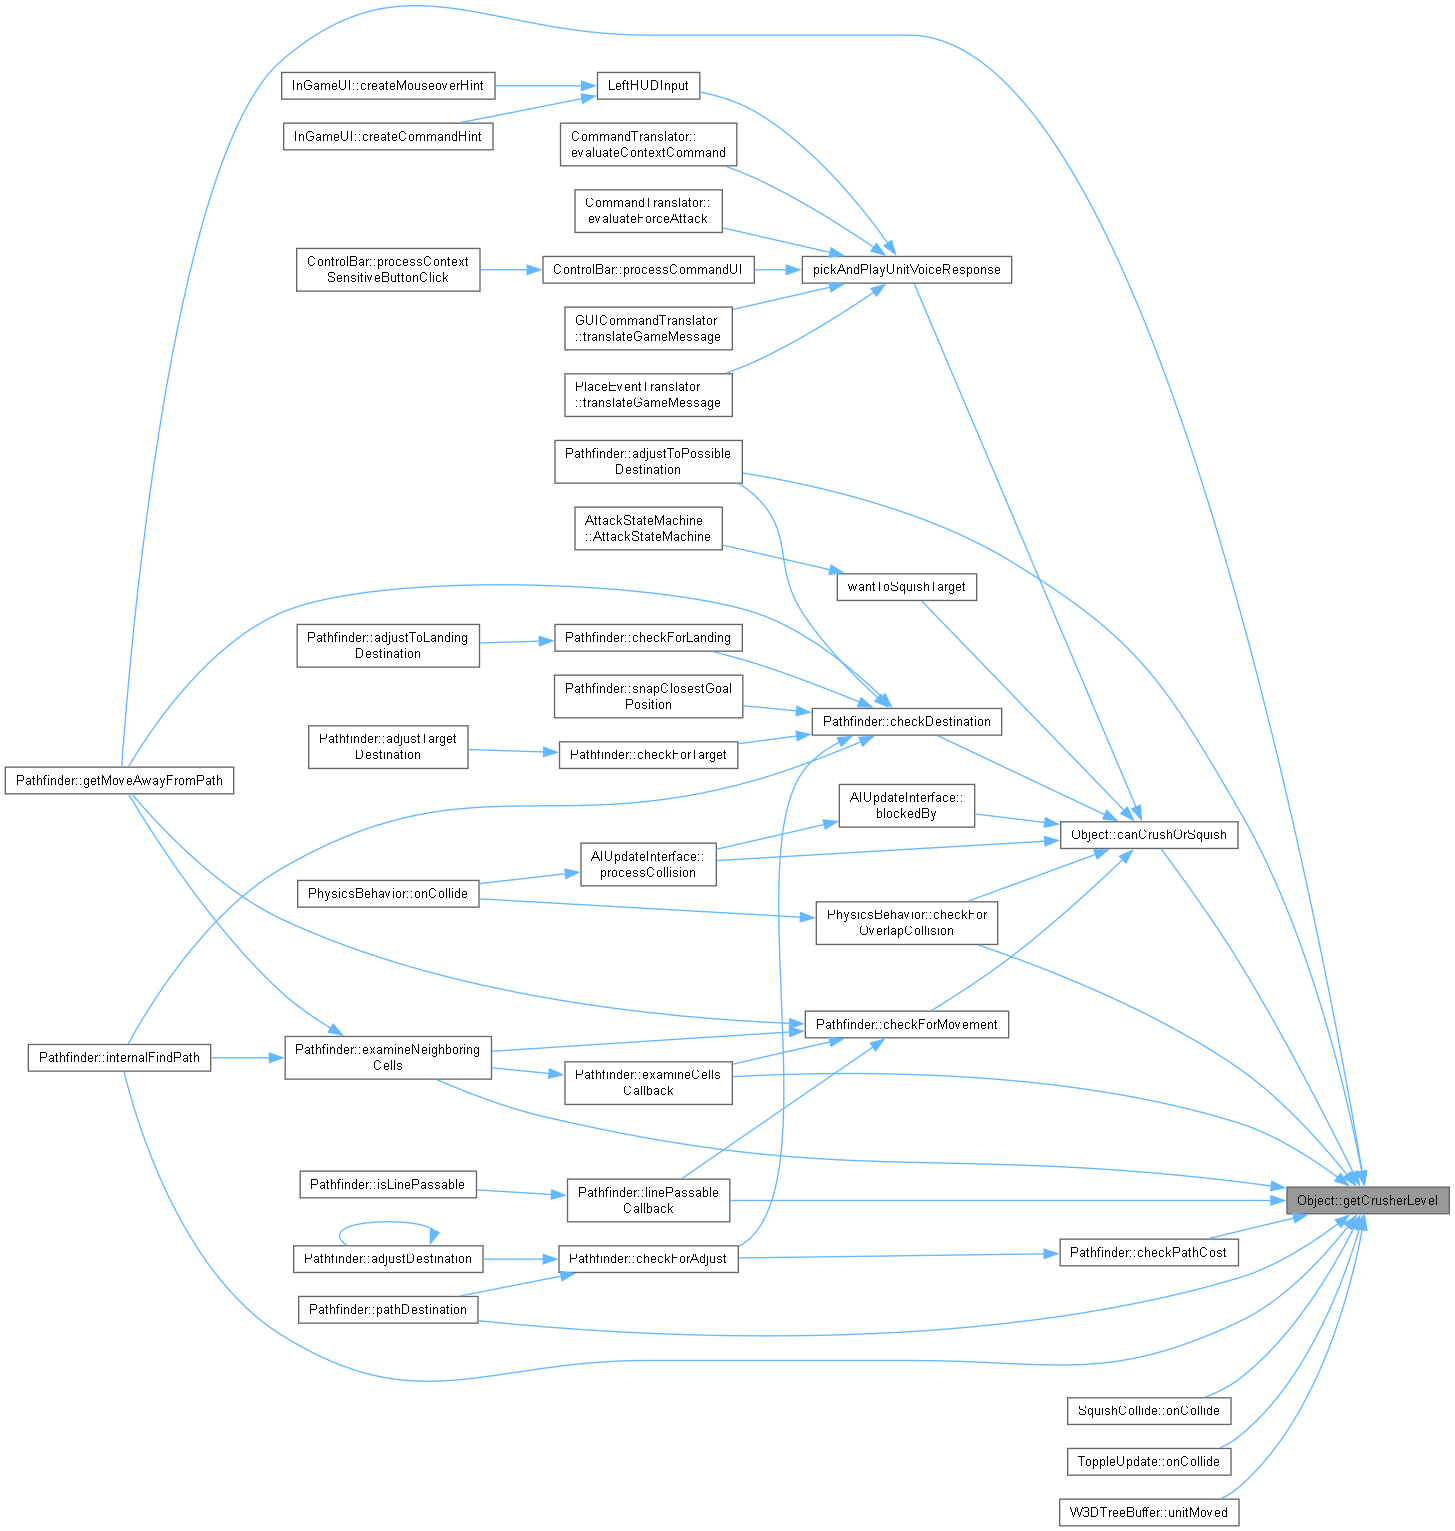 InGameUI::createMouseoverHint
LeftHUDInput
InGameUI::createCommandHint
CommandTranslator::
evaluateContextCommand
CommandTranslator::
evaluateForceAttack
ControlBar::processContext
SensitiveButtonClick
ControlBar::processCommandUI
pickAndPlayUnitVoiceResponse
GUICommandTranslator
::translateGameMessage
PlaceEventTranslator
::translateGameMessage
Pathfinder::adjustToPossible
Destination
AttackStateMachine
::AttackStateMachine
wantToSquishTarget
Pathfinder::adjustToLanding
Destination
Pathfinder::checkForLanding
Pathfinder::snapClosestGoal
Position
Pathfinder::checkDestination
Pathfinder::adjustTarget
Destination
Pathfinder::checkForTarget
Pathfinder::getMoveAwayFromPath
AIUpdateInterface::
blockedBy
Object::canCrushOrSquish
AIUpdateInterface::
processCollision
PhysicsBehavior::onCollide
PhysicsBehavior::checkFor
OverlapCollision
Pathfinder::checkForMovement
Pathfinder::internalFindPath
Pathfinder::examineNeighboring
Cells
Pathfinder::examineCells
Callback
Pathfinder::isLinePassable
Pathfinder::linePassable
Callback
Object::getCrusherLevel
Pathfinder::adjustDestination
Pathfinder::checkForAdjust
Pathfinder::checkPathCost
Pathfinder::pathDestination
SquishCollide::onCollide
ToppleUpdate::onCollide
W3DTreeBuffer::unitMoved